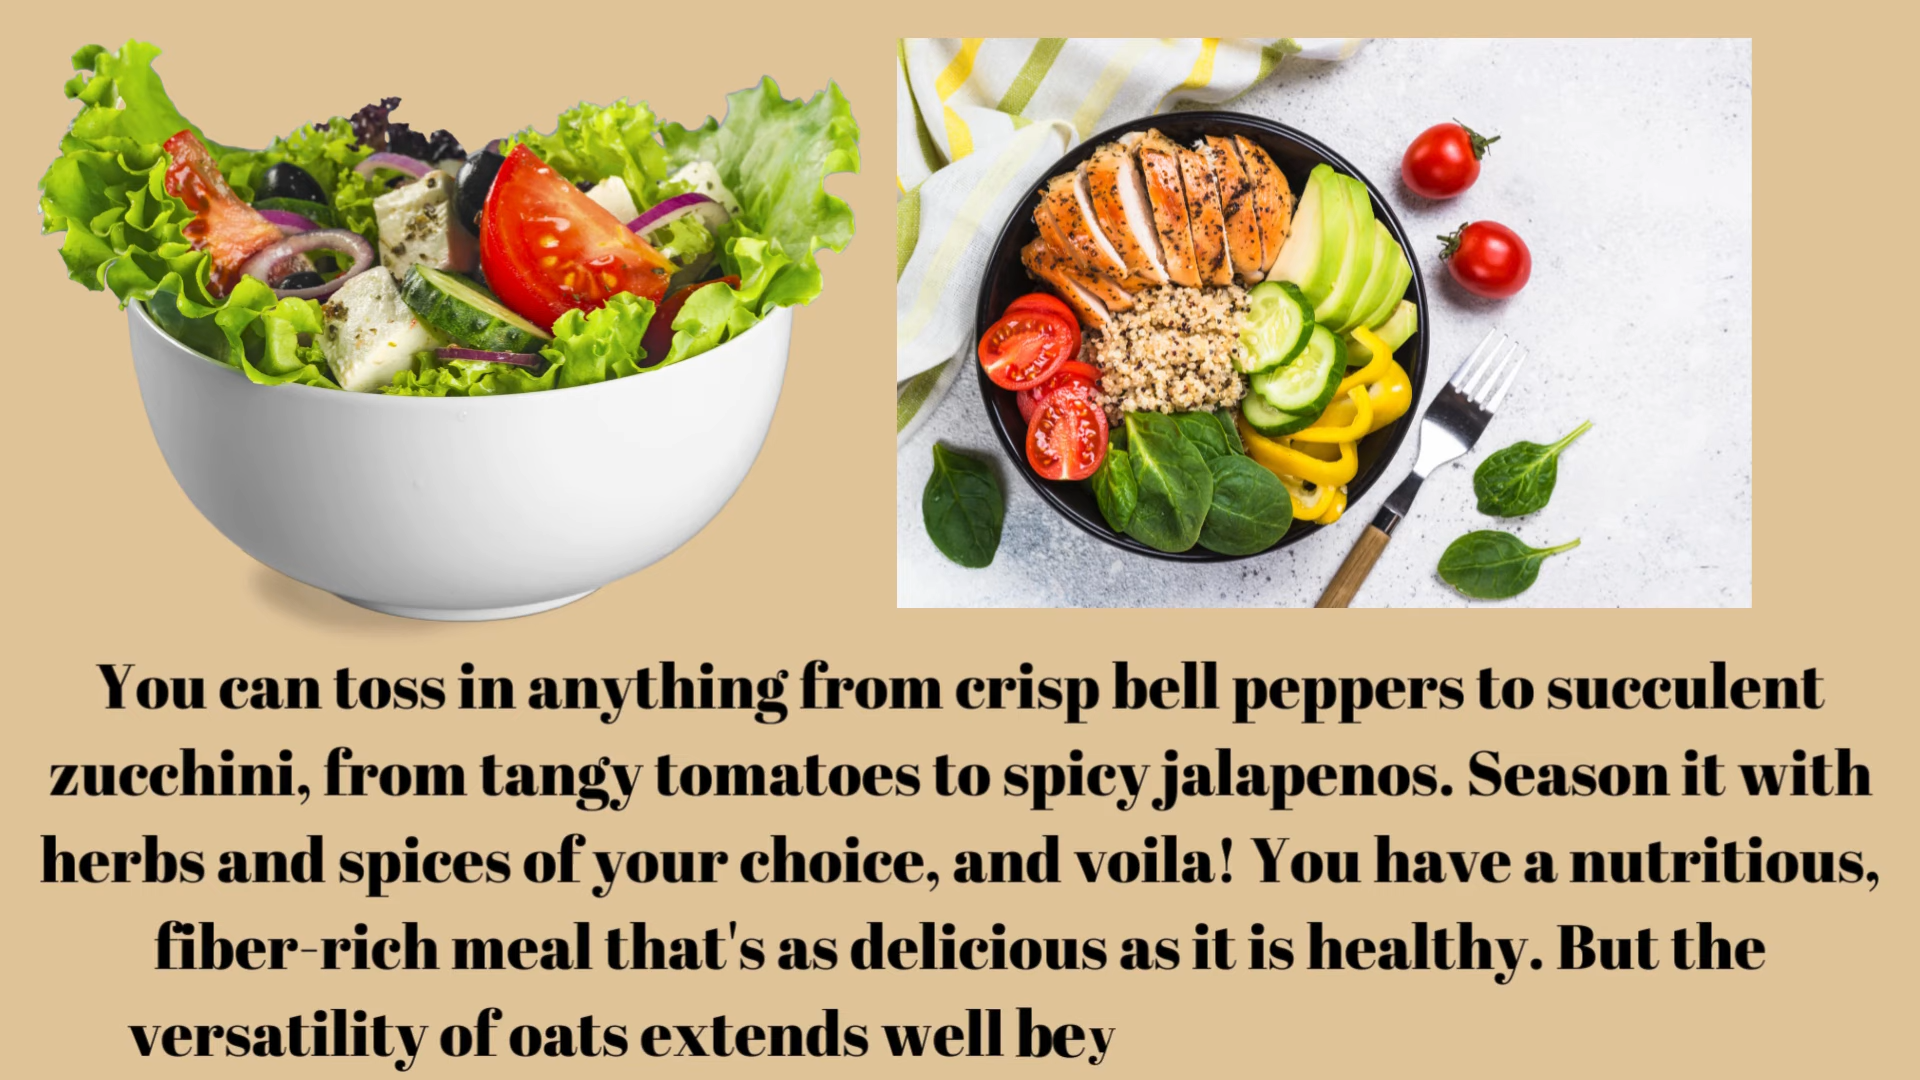 You can toss in anything from crisp bell peppers to succulent
zucchini, from tangy tomatoes to spicy jalapenos. Season it with
herbs and spices of your choice, and voila! You have a nutritious,
fiber-rich meal that's as delicious as it is healthy. But the
versatility of oats extends well bey